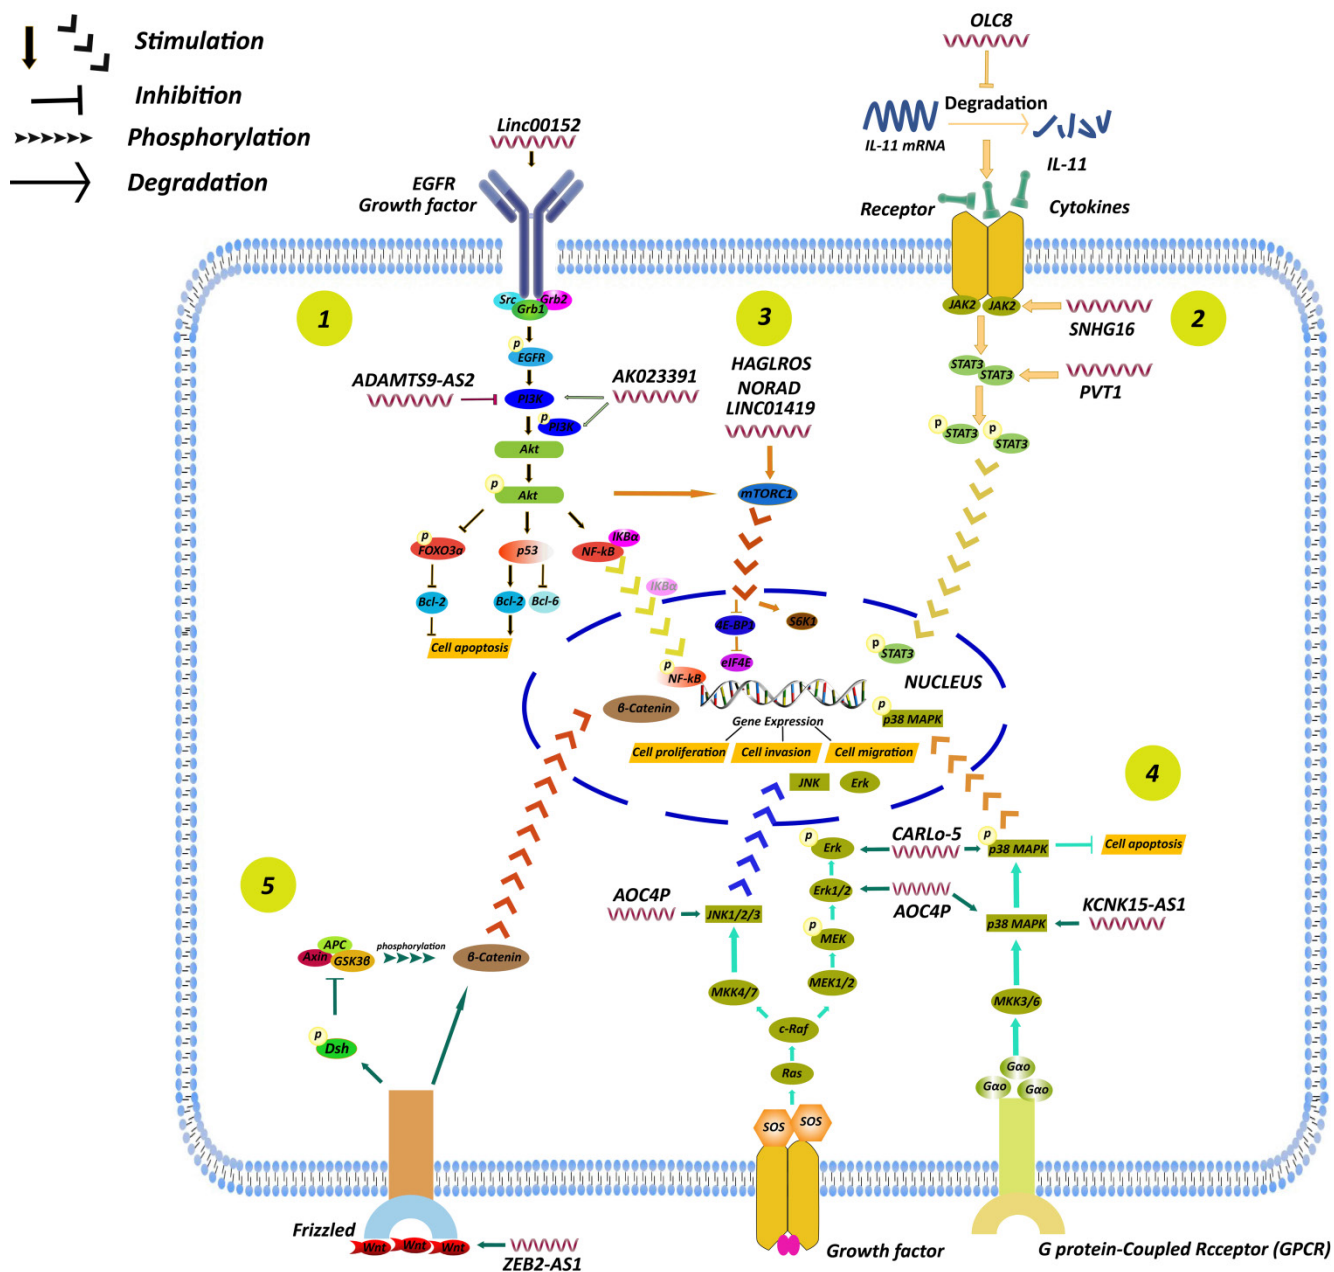 Stimulation
Inhibition
Phosphorylation
Degradation
OLC8
Degradation
IL-11 mRNA
IL-11
Receptor
Cytokines
Linc00152
EGFR
Growth factor
Src
Grb2
Grb1
1
p
EGFR
ADAMTS9-AS2
PI3K
AK023391
p
PI3K
Akt
p
Akt
p
FOXO3a
p53
IKBα
NF-kB
Bcl-2
Bcl-2
Bcl-6
Cell apoptosis
IKBα
3
HAGLROS
NORAD
LINC01419
mTORC1
4E-BP1
S6K1
eIF4E
2
JAK2
JAK2
SNHG16
STAT3
STAT3
PVT1
p
STAT3
p
STAT3
p
STAT3
NUCLEUS
p
NF-kB
β-Catenin
p
p38 MAPK
Gene Expression
Cell proliferation
Cell invasion
Cell migration
JNK
Erk
4
CARLo-5
p
Erk
p
p38 MAPK
Cell apoptosis
AOC4P
JNK1/2/3
Erk1/2
AOC4P
p38 MAPK
KCNK15-AS1
p
MEK
MKK4/7
MEK1/2
MKK3/6
c-Raf
Ras
SOS
SOS
Growth factor
Gαo
Gαo
Gαo
G protein-Coupled Rcceptor (GPCR)
5
APC
Axin
GSK3β
phosphorylation
β-Catenin
p
Dsh
Frizzled
Wnt
Wnt
Wnt
ZEB2-AS1